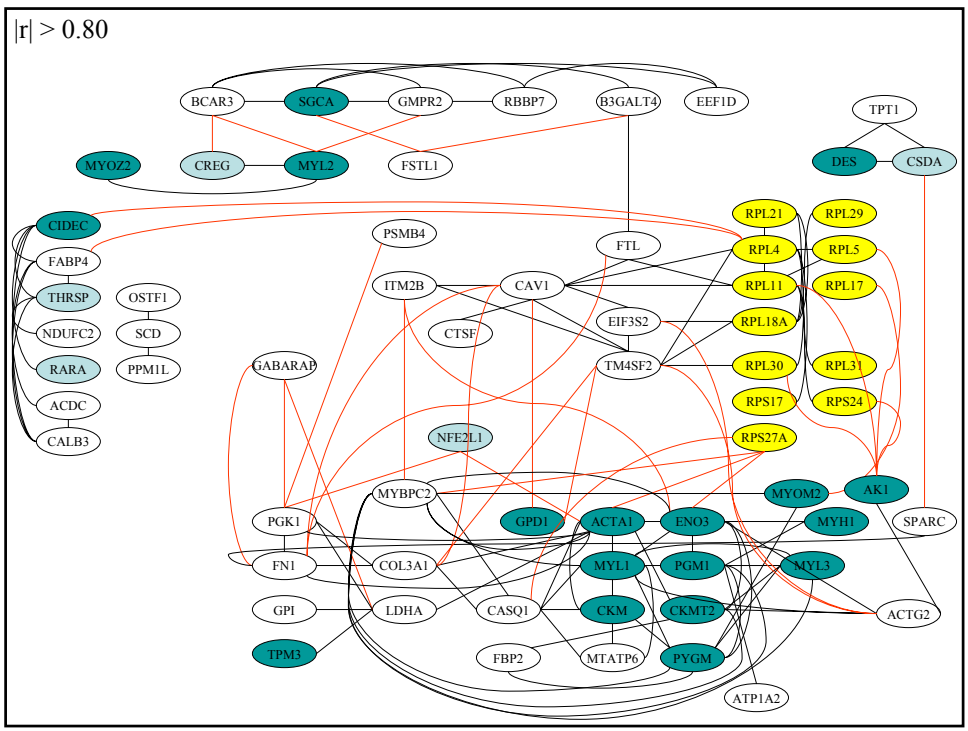 |r| > 0.80
BCAR3 SGCA GMPR2 RBBP7 B3GALT4 EEF1D
TPT1
MYOZ2 CREG MYL2 FSTL1 DES CSDA
CIDEC RPL21 RPL29
PSMB4
FABP4 FTL RPL4 RPL5
THRSP OSTF1 ITM2B CAV1 RPL11 RPL17
NDUFC2 SCD CTSF EIF3S2 RPL18A
RARA PPM1L GABARAP TM4SF2 RPL30 RPL31
ACDC RPS17 RPS24
CALB3 NFE2L1 RPS27A
MYBPC2 MYOM2 AK1
PGK1 GPD1 ACTA1 ENO3 MYH1 SPARC
FN1 COL3A1 MYL1 PGM1 MYL3
GPI LDHA CASQ1 CKM CKMT2 ACTG2
TPM3 FBP2 MTATP6 PYGM
ATP1A2